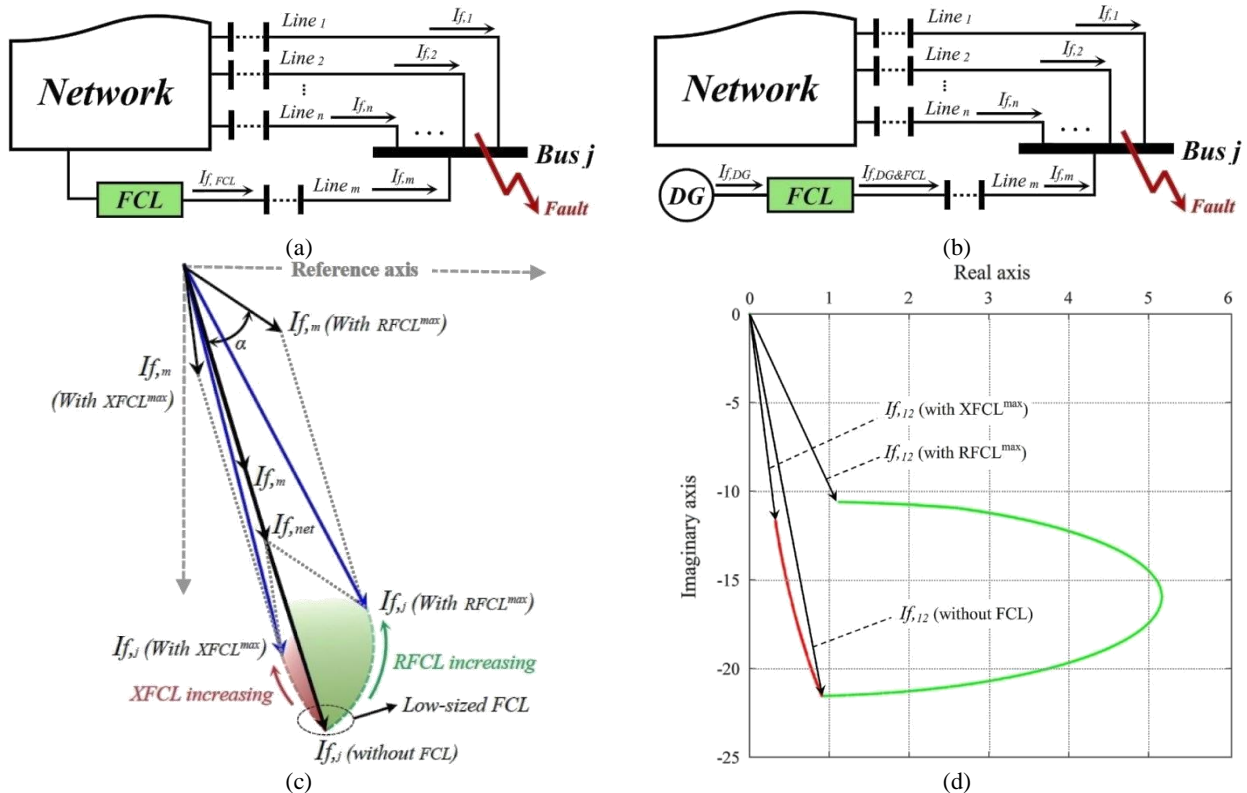 Line 1
If,1
Line 2
If,2
Network
Line n
If,n
...
Bus j
If, FCL
Line m
If,m
FCL
Fault
(a)
Line 1
If,1
Line 2
If,2
Network
Line n
If,n
...
Bus j
If,DG
If,DG&FCL
Line m
If,m
DG
FCL
Fault
(b)
Reference axis
If,m (With RFCLmax)
α
If,m
(With XFCLmax)
If,m
If,net
If,j (With RFCLmax)
If,j (With XFCLmax)
RFCL increasing
XFCL increasing
Low-sized FCL
If,j (without FCL)
(c)
Real axis
0 1 2 3 4 5 6
0
-5
If,12 (with XFCLmax)
If,12 (with RFCLmax)
-10
Imaginary axis
-15
If,12 (without FCL)
-20
-25
(d)